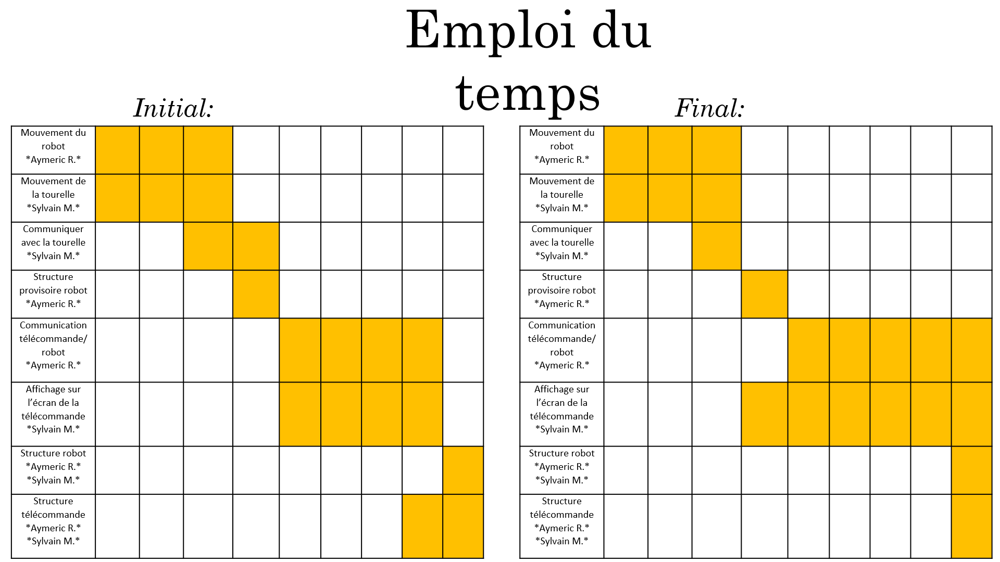 Emploi du
temps
Initial:
Mouvement du
robot
*Aymeric R.*
Mouvement de
la tourelle
*Sylvain M.*
Communiquer
avec la tourelle
*Sylvain M.*
Structure
provisoire robot
*Aymeric R.*
Communication
télécommande/
robot
*Aymeric R.*
Affichage sur
l’écran de la
télécommande
*Sylvain M.*
Structure robot
*Aymeric R.*
*Sylvain M.*
Structure
télécommande
*Aymeric R.*
*Sylvain M.*
Final:
Mouvement du
robot
*Aymeric R.*
Mouvement de
la tourelle
*Sylvain M.*
Communiquer
avec la tourelle
*Sylvain M.*
Structure
provisoire robot
*Aymeric R.*
Communication
télécommande/
robot
*Aymeric R.*
Affichage sur
l’écran de la
télécommande
*Sylvain M.*
Structure robot
*Aymeric R.*
*Sylvain M.*
Structure
télécommande
*Aymeric R.*
*Sylvain M.*